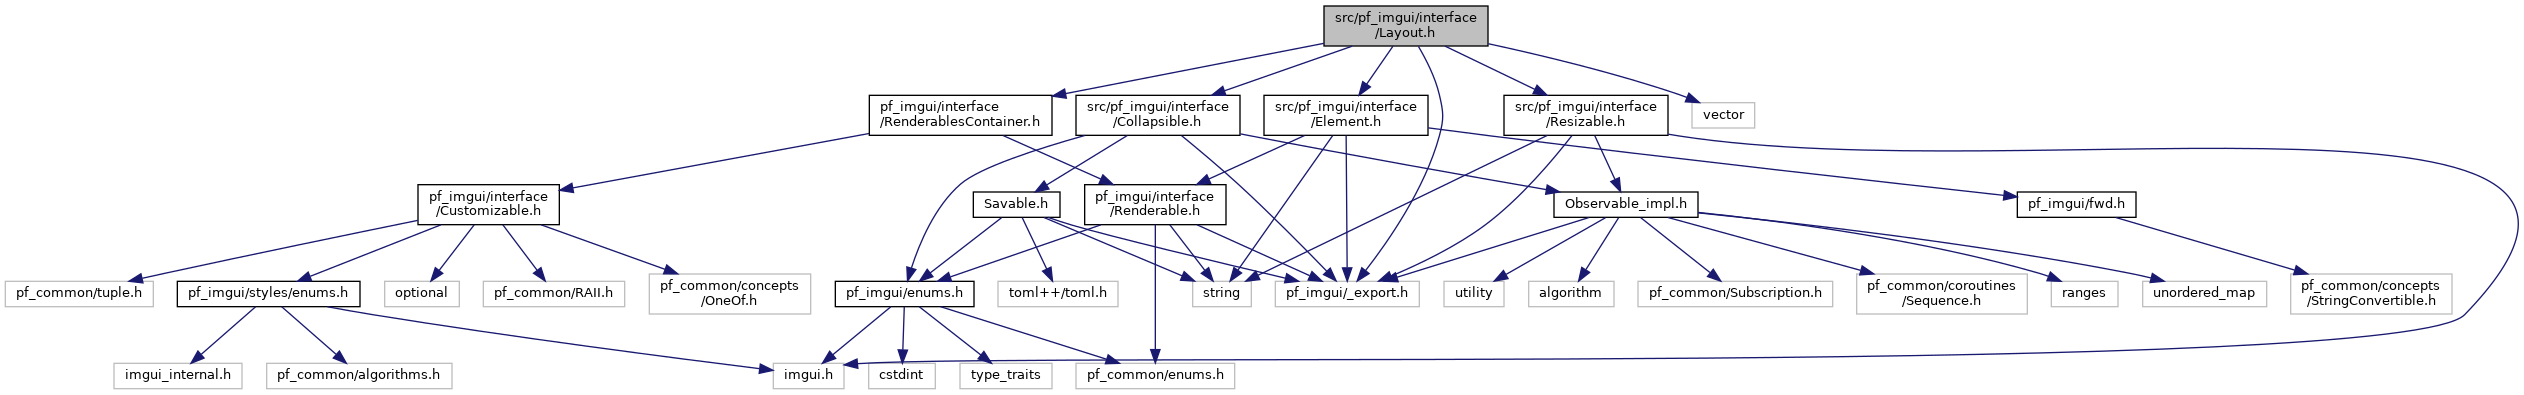 src/pf_imgui/interface
/Layout.h
pf_imgui/interface
/RenderablesContainer.h
src/pf_imgui/interface
/Collapsible.h
src/pf_imgui/interface
/Element.h
src/pf_imgui/interface
/Resizable.h
vector
pf_imgui/interface
/Customizable.h
Savable.h
pf_imgui/interface
/Renderable.h
Observable_impl.h
pf_imgui/fwd.h
pf_common/tuple.h
pf_imgui/styles/enums.h
optional
pf_common/RAII.h
pf_common/concepts
/OneOf.h
pf_imgui/enums.h
toml++/toml.h
string
pf_imgui/_export.h
utility
algorithm
pf_common/Subscription.h
pf_common/coroutines
/Sequence.h
ranges
unordered_map
pf_common/concepts
/StringConvertible.h
imgui_internal.h
pf_common/algorithms.h
imgui.h
cstdint
type_traits
pf_common/enums.h